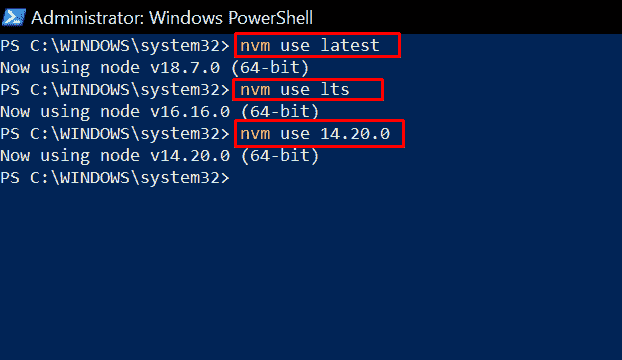 Administrator: Windows PowerShell
PS C:\WINDOWS\system32> nvm use latest
Now using node v18.7.0 (64-bit)
PS C:\WINDOWS\system32> nvm use lts
Now using node v16.16.0 (64-bit)
PS C:\WINDOWS\system32> nvm use 14.20.0
Now using node v14.20.0 (64-bit)
PS C:\WINDOWS\system32>